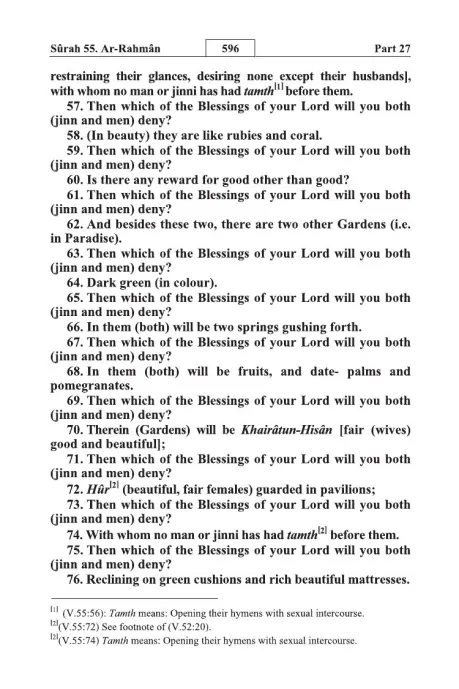 Sûrah 55. Ar-Rahmân 596 Part 27
restraining their glances, desiring none except their husbands],
with whom no man or jinni has had tamth[1] before them.
57. Then which of the Blessings of your Lord will you both
(jinn and men) deny?
58. (In beauty) they are like rubies and coral.
59. Then which of the Blessings of your Lord will you both
(jinn and men) deny?
60. Is there any reward for good other than good?
61. Then which of the Blessings of your Lord will you both
(jinn and men) deny?
62. And besides these two, there are two other Gardens (i.e.
in Paradise).
63. Then which of the Blessings of your Lord will you both
(jinn and men) deny?
64. Dark green (in colour).
65. Then which of the Blessings of your Lord will you both
(jinn and men) deny?
66. In them (both) will be two springs gushing forth.
67. Then which of the Blessings of your Lord will you both
(jinn and men) deny?
68. In them (both) will be fruits, and date- palms and
pomegranates.
69. Then which of the Blessings of your Lord will you both
(jinn and men) deny?
70. Therein (Gardens) will be Khairâtun-Hisân [fair (wives)
good and beautiful];
71. Then which of the Blessings of your Lord will you both
(jinn and men) deny?
72. Hûr[2] (beautiful, fair females) guarded in pavilions;
73. Then which of the Blessings of your Lord will you both
(jinn and men) deny?
74. With whom no man or jinni has had tamth[2] before them.
75. Then which of the Blessings of your Lord will you both
(jinn and men) deny?
76. Reclining on green cushions and rich beautiful mattresses.
[1] (V.55:56): Tamth means: Opening their hymens with sexual intercourse.
[2](V.55:72) See footnote of (V.52:20).
[2](V.55:74) Tamth means: Opening their hymens with sexual intercourse.